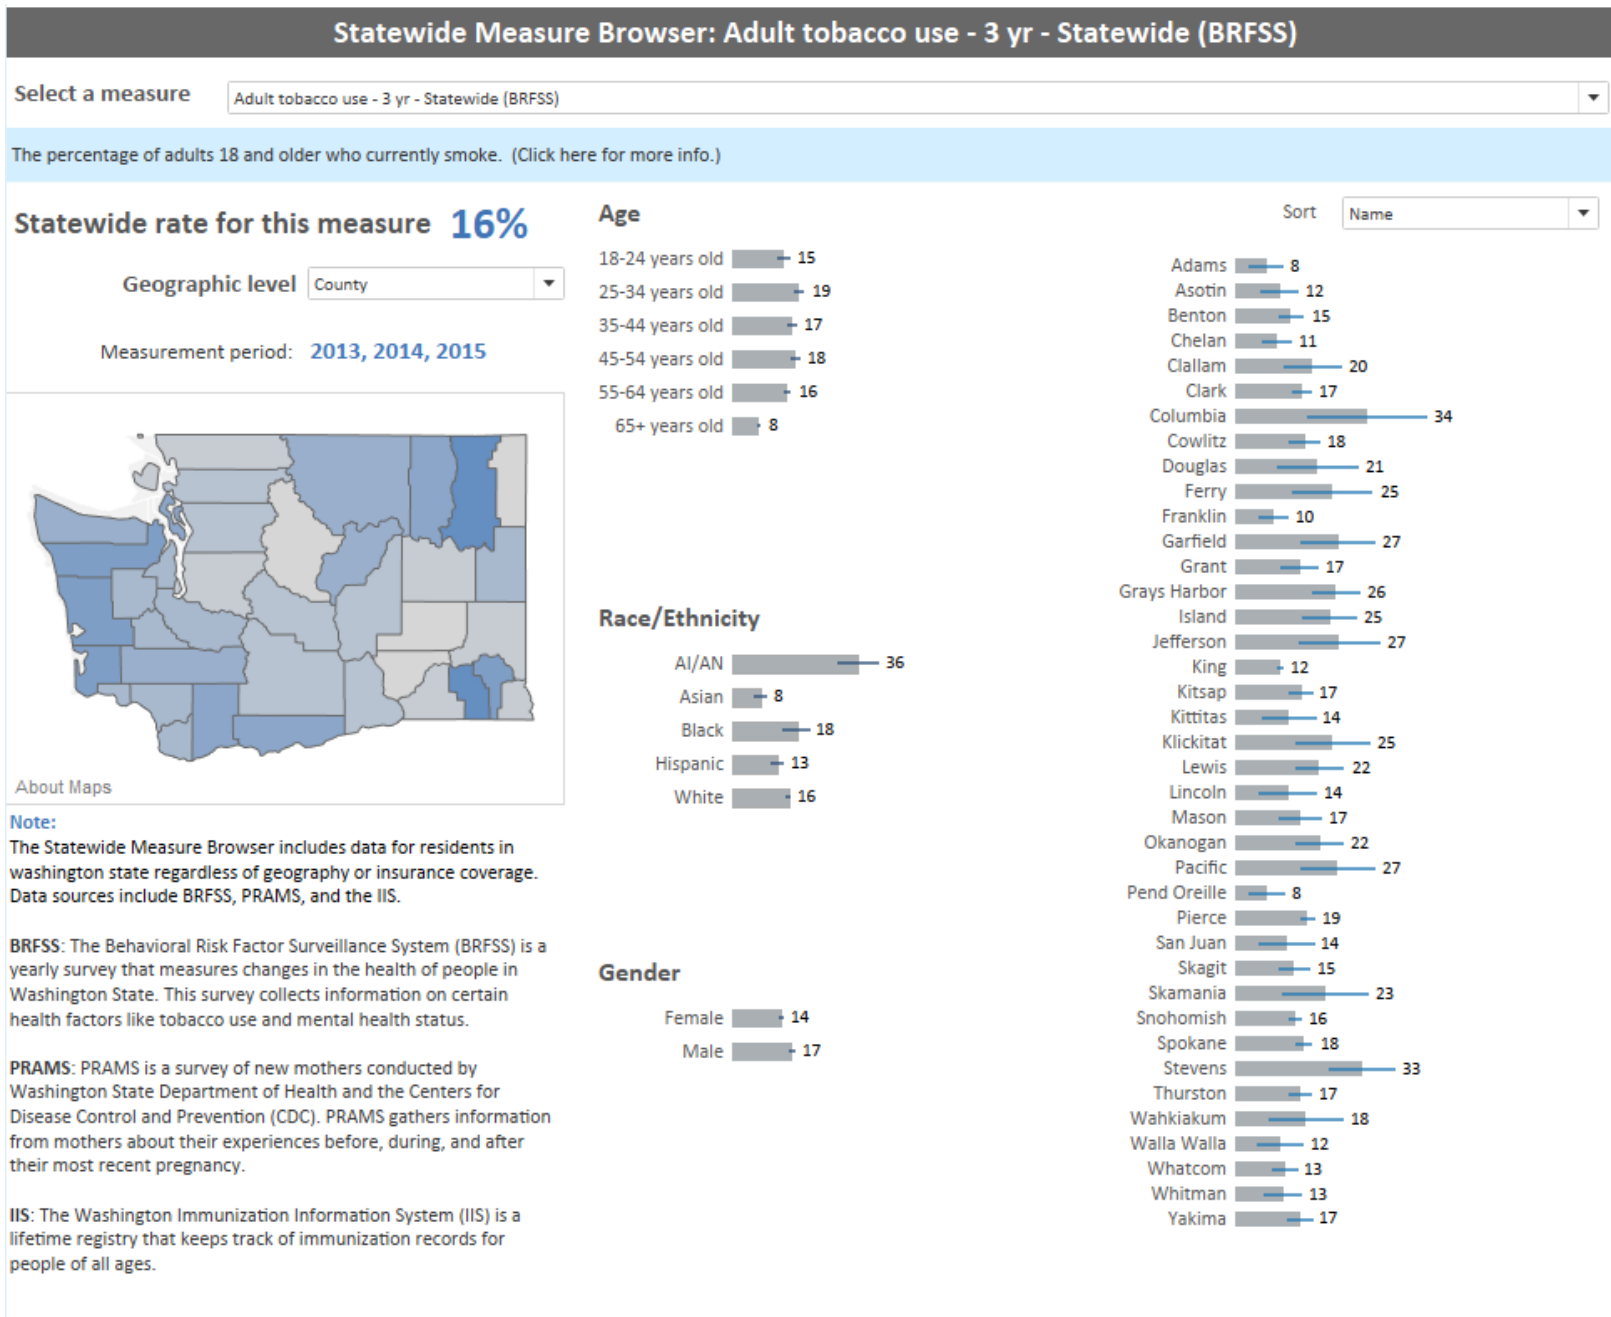 Statewide Measure Browser: Adult tobacco use - 3 yr - Statewide (BRFSS)
Select a measure
Adult tobacco use - 3 yr - Statewide (BRFSS)
The percentage of adults 18 and older who currently smoke. (Click here for more info.)
Statewide rate for this measure 16%
Geographic level County
Measurement period: 2013, 2014, 2015
About Maps
Note:
The Statewide Measure Browser includes data for residents in
washington state regardless of geography or insurance coverage.
Data sources include BRFSS, PRAMS, and the IIS.
BRFSS: The Behavioral Risk Factor Surveillance System (BRFSS) is a
yearly survey that measures changes in the health of people in
Washington State. This survey collects information on certain
health factors like tobacco use and mental health status.
PRAMS: PRAMS is a survey of new mothers conducted by
Washington State Department of Health and the Centers for
Disease Control and Prevention (CDC). PRAMS gathers information
from mothers about their experiences before, during, and after
their most recent pregnancy.
IIS: The Washington Immunization Information System (IIS) is a
lifetime registry that keeps track of immunization records for
people of all ages.
Age
18-24 years old 15
25-34 years old 19
35-44 years old 17
45-54 years old 18
55-64 years old 16
65+ years old 8
Race/Ethnicity
AI/AN 36
Asian 8
Black 18
Hispanic 13
White 16
Gender
Female 14
Male 17
Sort Name
Adams 8
Asotin 12
Benton 15
Chelan 11
Clallam 20
Clark 17
Columbia 34
Cowlitz 18
Douglas 21
Ferry 25
Franklin 10
Garfield 27
Grant 17
Grays Harbor 26
Island 25
Jefferson 27
King 12
Kitsap 17
Kittitas 14
Klickitat 25
Lewis 22
Lincoln 14
Mason 17
Okanogan 22
Pacific 27
Pend Oreille 8
Pierce 19
San Juan 14
Skagit 15
Skamania 23
Snohomish 16
Spokane 18
Stevens 33
Thurston 17
Wahkiakum 18
Walla Walla 12
Whatcom 13
Whitman 13
Yakima 17